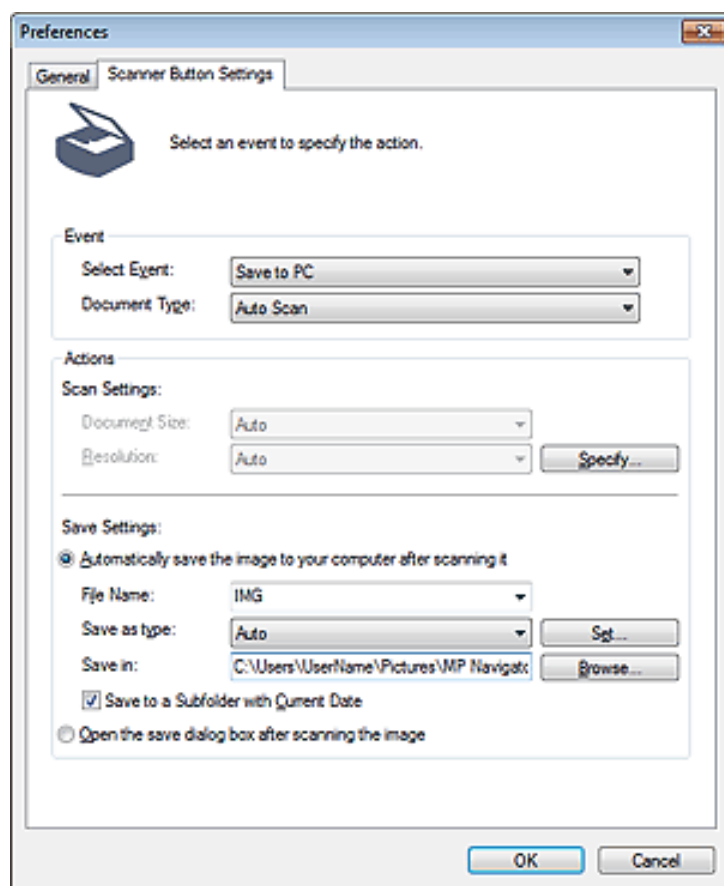 Preferences
General Scanner Button Settings
Select an event to specify the action.
Event
Select Event: Save to PC
Document Type: Auto Scan
Actions
Scan Settings:
Document Size: Auto
Resolution: Auto Specify...
Save Settings:
Automatically save the image to your computer after scanning it
File Name: IMG
Save as type: Auto Set...
Save in: C:\Users\UserName\Pictures\MP Navigato Browse...
Save to a Subfolder with Current Date
Open the save dialog box after scanning the image
OK Cancel